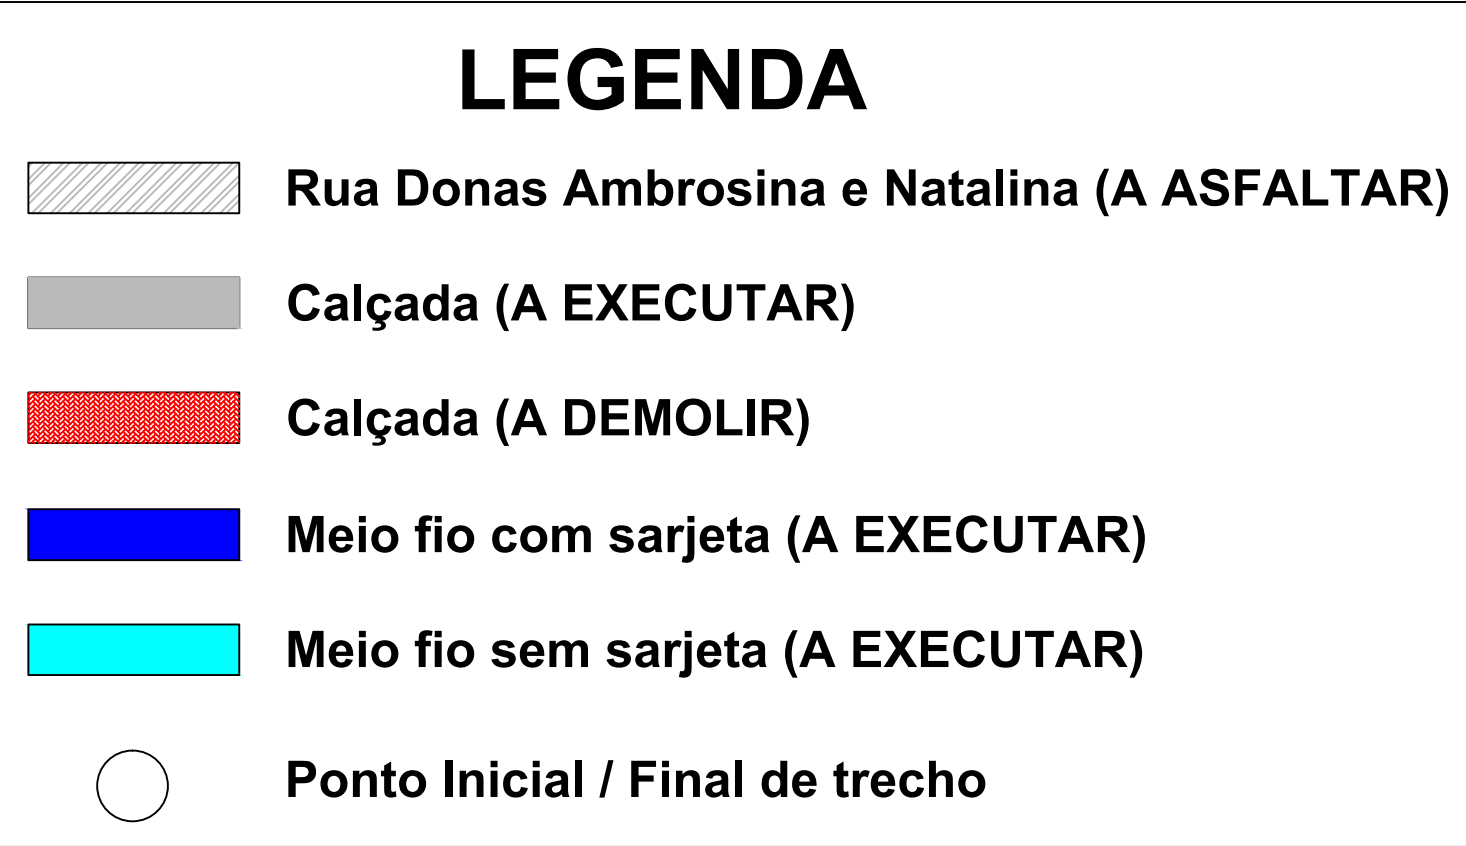 LEGENDA
Rua Donas Ambrosina e Natalina (A ASFALTAR)
Calçada (A EXECUTAR)
Calçada (A DEMOLIR)
Meio fio com sarjeta (A EXECUTAR)
Meio fio sem sarjeta (A EXECUTAR)
Ponto Inicial / Final de trecho